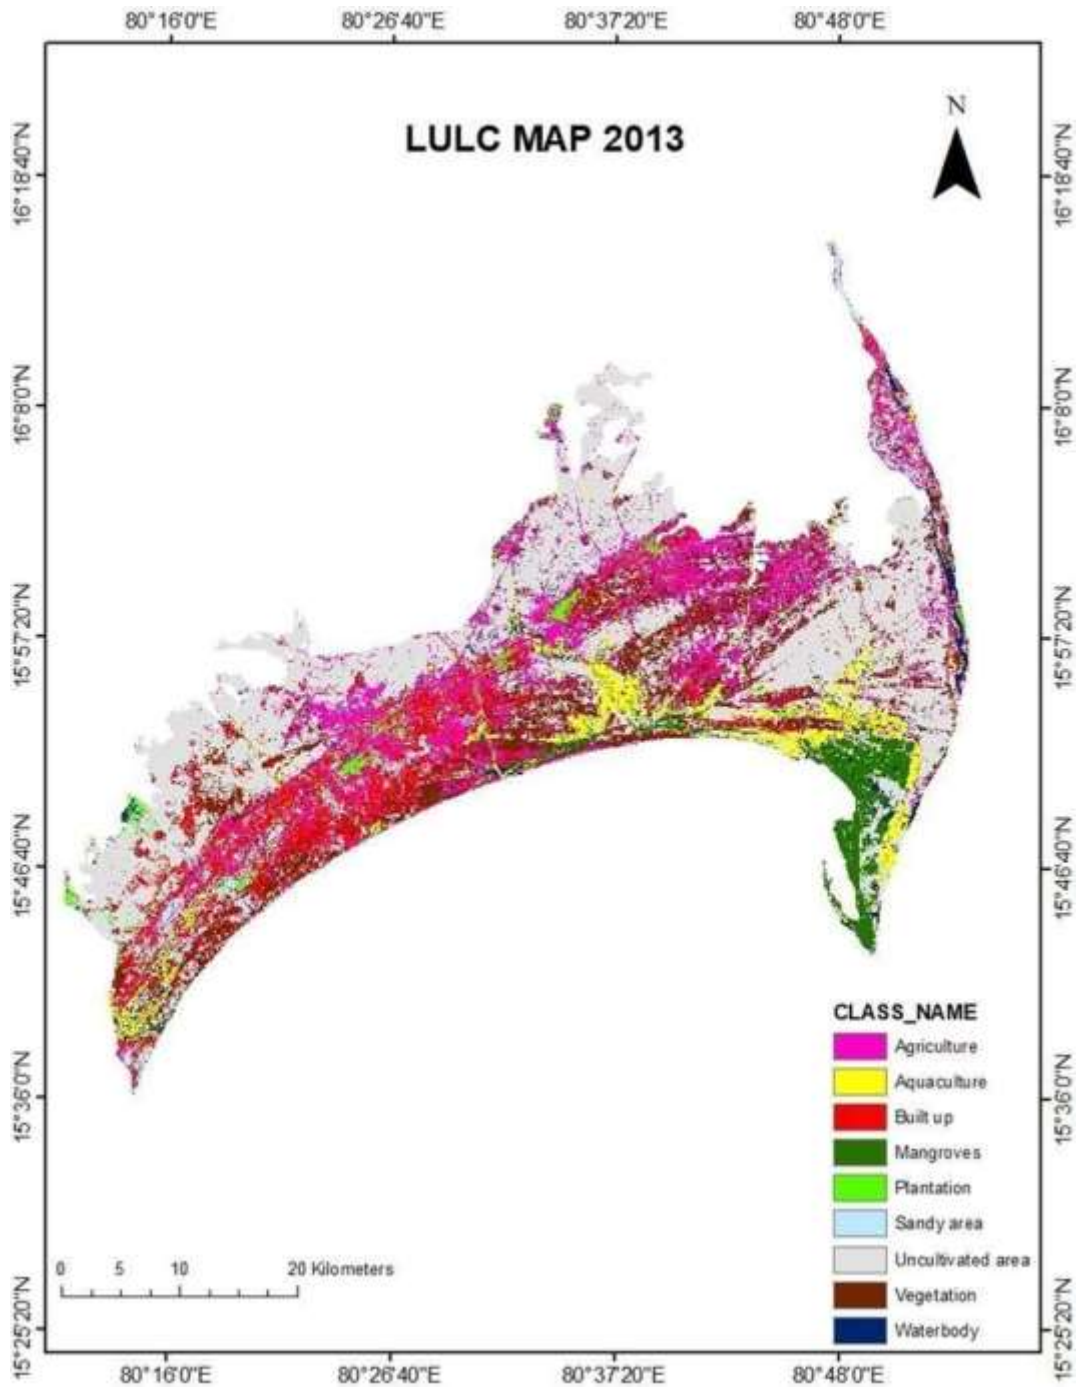 80°16'0"E 80°26'40"E 80°37'20"E 80°48'0"E
N
LULC MAP 2013
16°18'40"N 16°18'40"N
16°8'0"N 16°8'0"N
15°57'20"N 15°57'20"N
15°46'40"N 15°46'40"N
15°36'0"N 15°36'0"N
15°25'20"N 15°25'20"N
CLASS_NAME
Agriculture
Aquaculture
Built up
Mangroves
Plantation
Sandy area
Uncultivated area
Vegetation
Waterbody
0 5 10 20 Kilometers
80°16'0"E 80°26'40"E 80°37'20"E 80°48'0"E